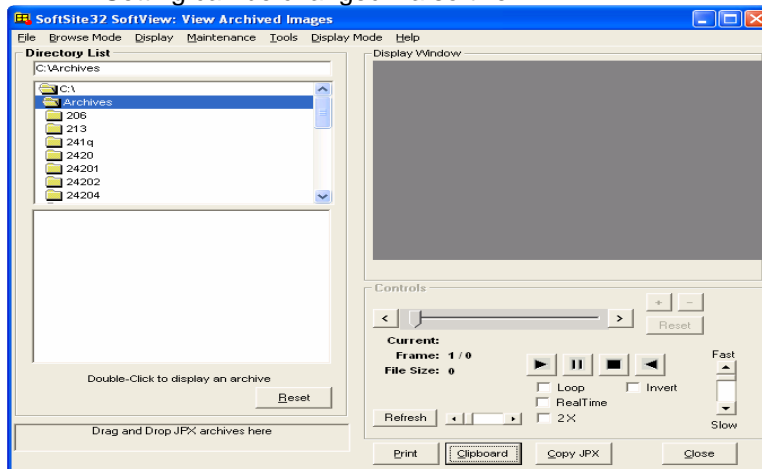 SoftSite32 SoftView: View Archived Images
File Browse Mode Display Maintenance Tools Display Mode Help
Directory List
C:\Archives
C:\
Archives
206
213
241q
2420
24201
24202
24204
Double-Click to display an archive
Reset
Drag and Drop JPX archives here
Display Window
Controls
+ -
< >
Reset
Current:
Frame: 1 / 0
File Size: 0
Fast
Loop Invert
RealTime
2X
Refresh
Slow
Print Clipboard Copy JPX Close